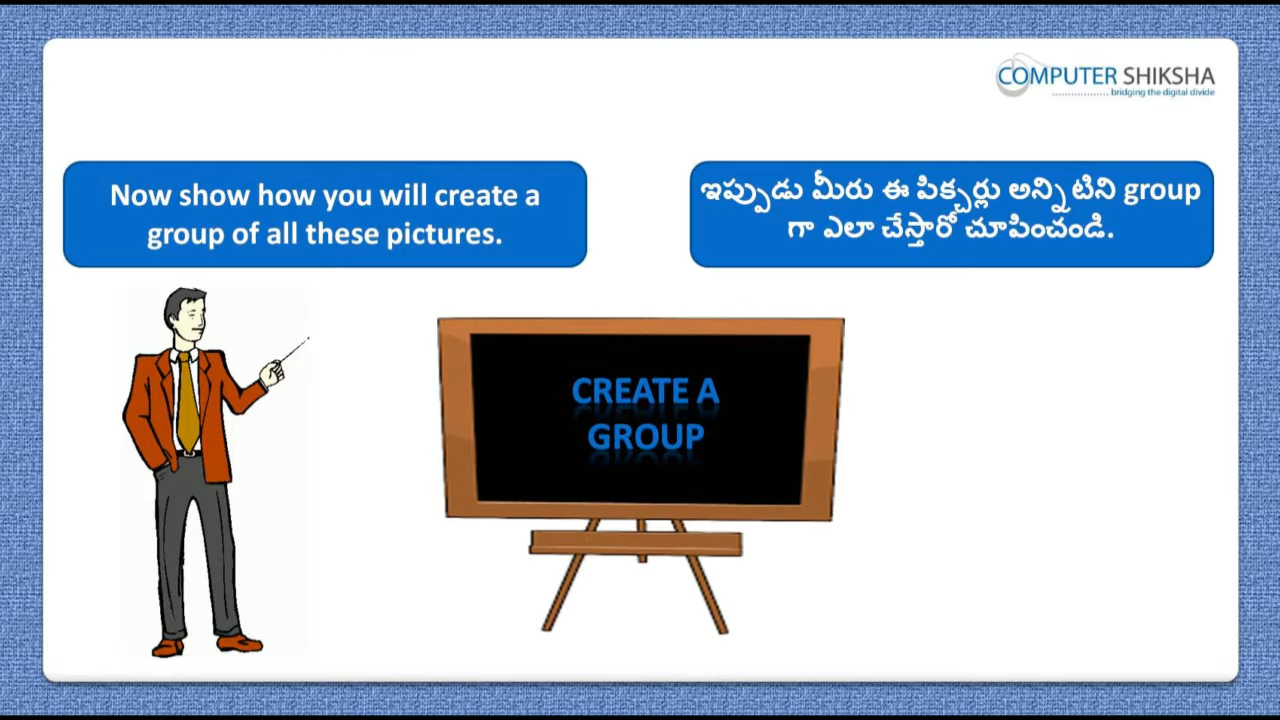 COMPUTER SHIKSHA
bridging the digital divide
Now show how you will create a
group of all these pictures.
ఇప్పుడు మీరు ఈ పిక్చర్లు అన్నిటిని group
గా ఎలా చేస్తారో చూపించండి.
CREATE A
GROUP